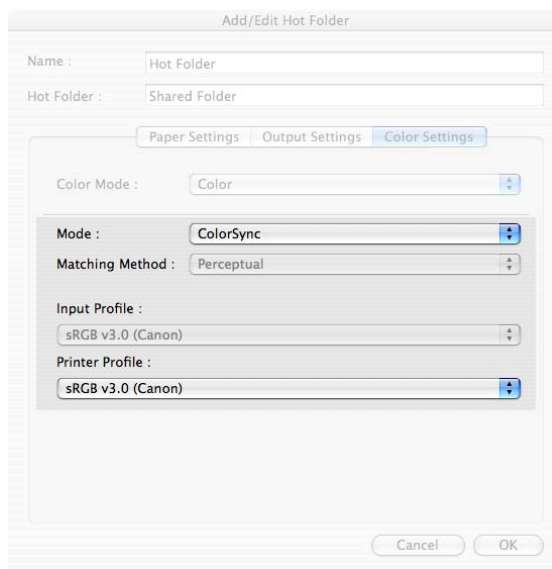 Add/Edit Hot Folder
Name : Hot Folder
Hot Folder : Shared Folder
Paper Settings Output Settings Color Settings
Color Mode : Color
Mode : ColorSync
Matching Method : Perceptual
Input Profile :
sRGB v3.0 (Canon)
Printer Profile :
sRGB v3.0 (Canon)
Cancel OK